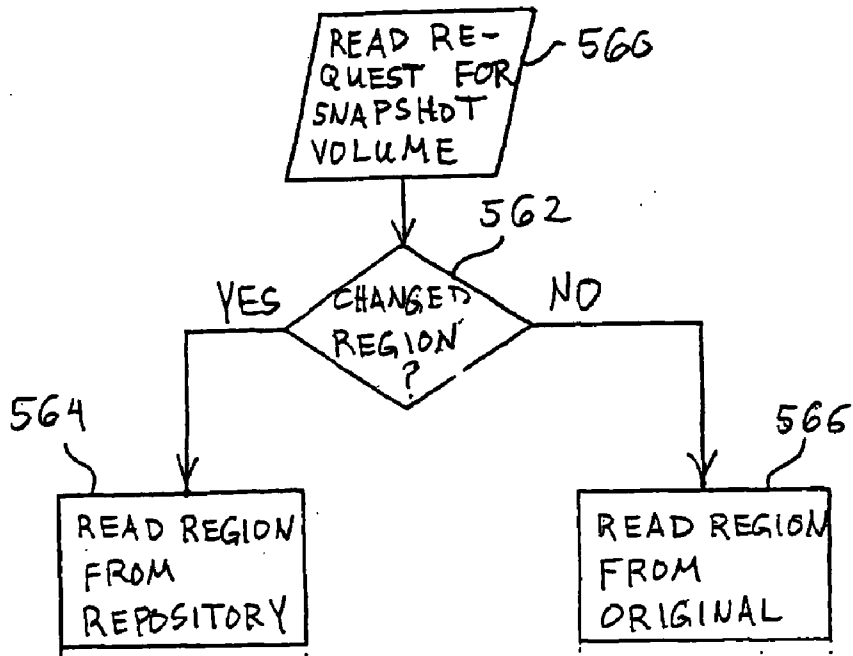 READ RE-
QUEST FOR
SNAPSHOT
VOLUME
560
562
YES
CHANGED
REGION
?
NO
564
READ REGION
FROM
REPOSITORY
566
READ REGION
FROM
ORIGINAL